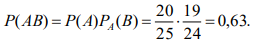 P(AB) = P(A)P_A(B) = 20/25 · 19/24 = 0,63.